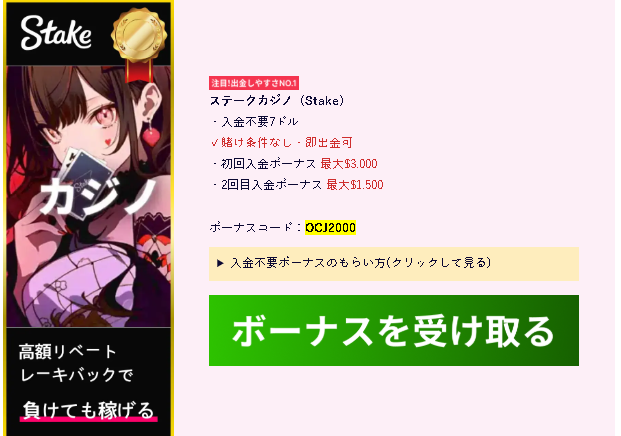 Stake
カジノ
高額リベート
レーキバックで
負けても稼げる
注目!出金しやすさNO.1
ステークカジノ（Stake）
・入金不要7ドル
✓賭け条件なし・即出金可
・初回入金ボーナス 最大$3.000
・2回目入金ボーナス 最大$1.500
ボーナスコード：OCJ2000
▶ 入金不要ボーナスのもらい方(クリックして見る)
ボーナスを受け取る